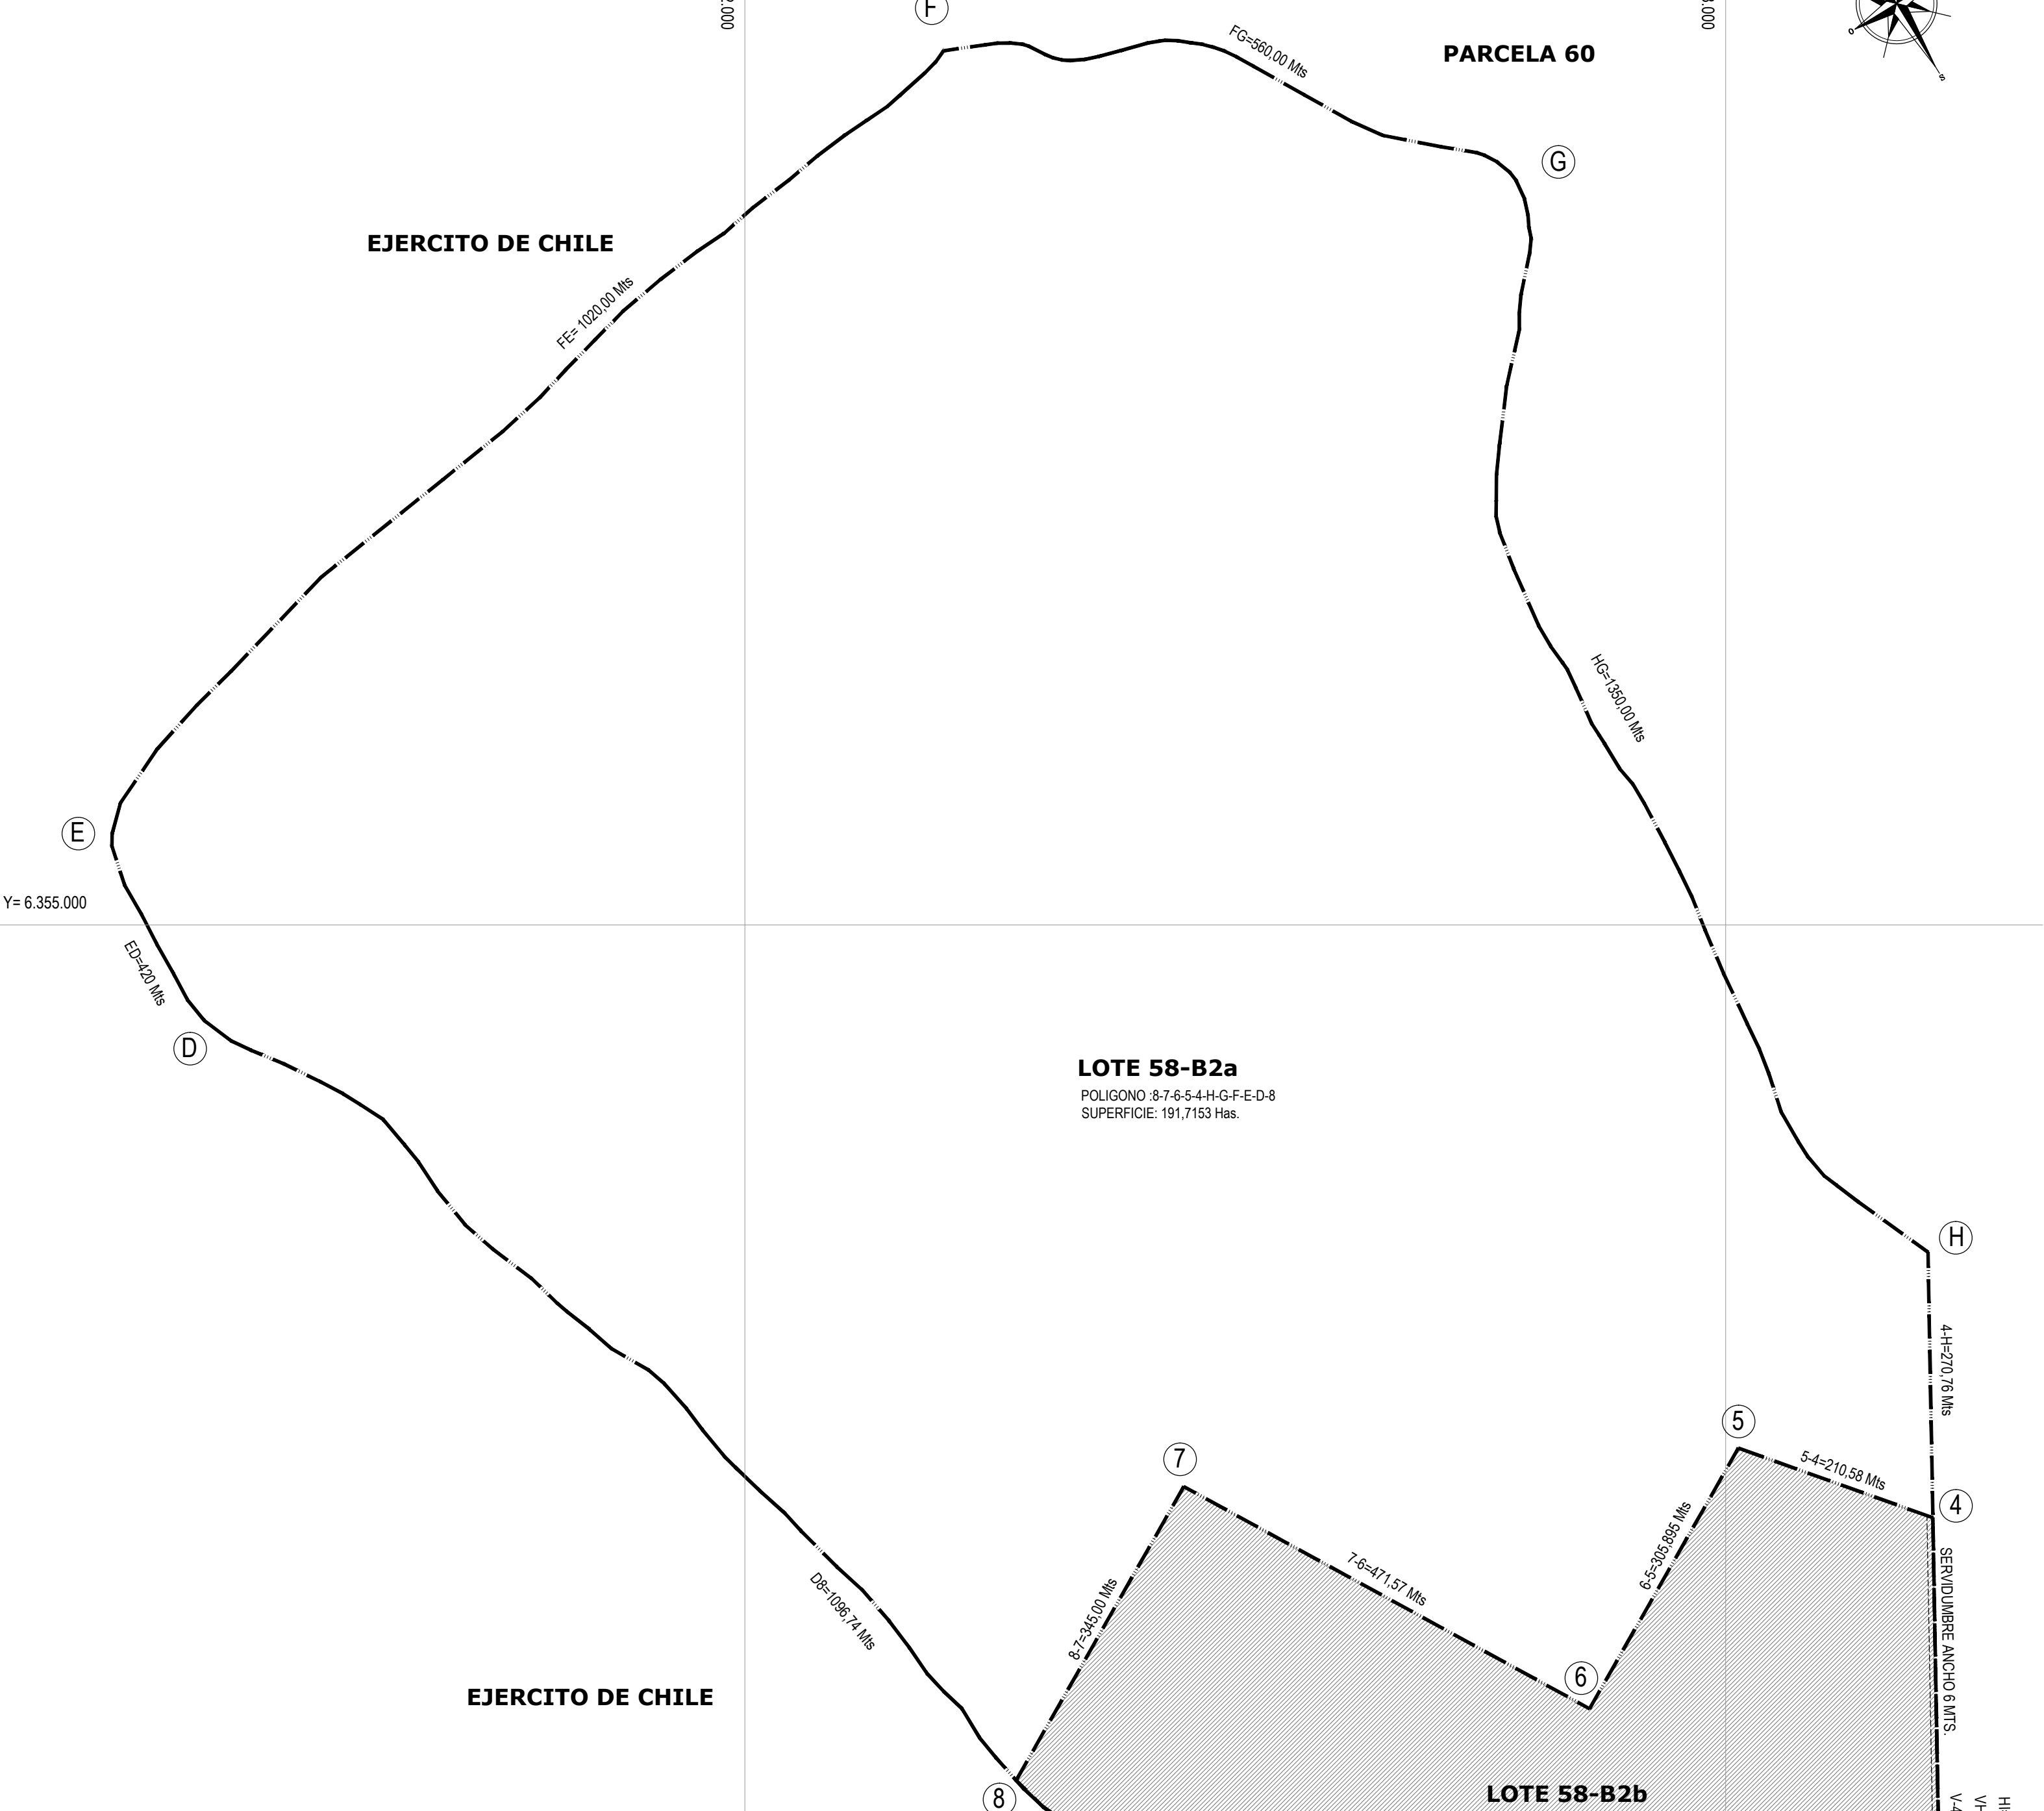 F
FG=560,00 Mts
PARCELA 60
O
S
G
EJERCITO DE CHILE
FE= 1020,00 Mts
HG=1350,00 Mts
E
Y= 6.355.000
ED=420 Mts
D
LOTE 58-B2a
POLIGONO :8-7-6-5-4-H-G-F-E-D-8
SUPERFICIE: 191,7153 Has.
H
4-H=270,76 Mts
5
7
5-4=210,58 Mts
4
6-5=305,895 Mts
7-6=471,57 Mts
D8=1096,74 Mts
8-7=345,00 Mts
SERVIDUMBRE ANCHO 6 MTS.
6
EJERCITO DE CHILE
LOTE 58-B2b
8